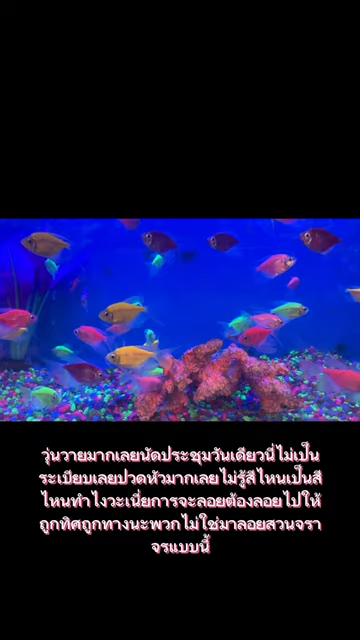 วุ่นวายมากเลยนัดประชุมวันเดียวนี่ไม่เป็น
ระเบียบเลยปวดหัวมากเลยไม่รู้สีไหนเป็นสี
ไหนทำไงวะเนี่ยการจะลอยต้องลอยไปให้
ถูกทิศถูกทางนะพวกไม่ใช่มาลอยสวนจรา
จรแบบนี้